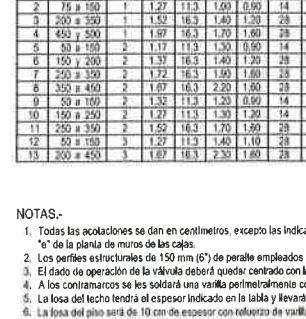 2 75 a 150 1 1.27 11.3 1.00 0.90 14
3 200 a 350 1 1.52 16.3 1.40 1.20 28
4 450 y 500 1 1.97 16.3 1.70 1.60 28
5 50 a 150 2 1.17 11.3 1.30 0.90 14
6 150 y 200 2 1.37 16.3 1.40 1.20 28
7 250 a 350 2 1.72 16.3 1.90 1.60 28
8 350 a 450 2 1.67 16.3 2.20 1.60 28
9 50 a 150 2 1.32 11.3 1.20 0.90 14
10 150 a 250 2 1.27 11.3 1.30 1.20 14
11 250 a 350 2 1.52 16.3 1.70 1.60 28
12 50 a 150 3 1.27 11.3 1.40 1.10 28
13 200 a 450 3 1.67 16.3 2.30 1.60 28
NOTAS.-
1. Todas las acotaciones se dan en centímetros, excepto las
"e" de la planta de muros de las cajas.
2. Los perfiles estructurales de 150 mm (6") de peralte empleados
3. El dado de operación de la válvula deberá quedar centrado con
4. A los contramarcos se les soldará una varilla perimetralmente
5. La losa del techo tendrá el espesor indicado en la tabla y llevará
6. La losa del piso será de 10 cm de espesor con refuerzo de